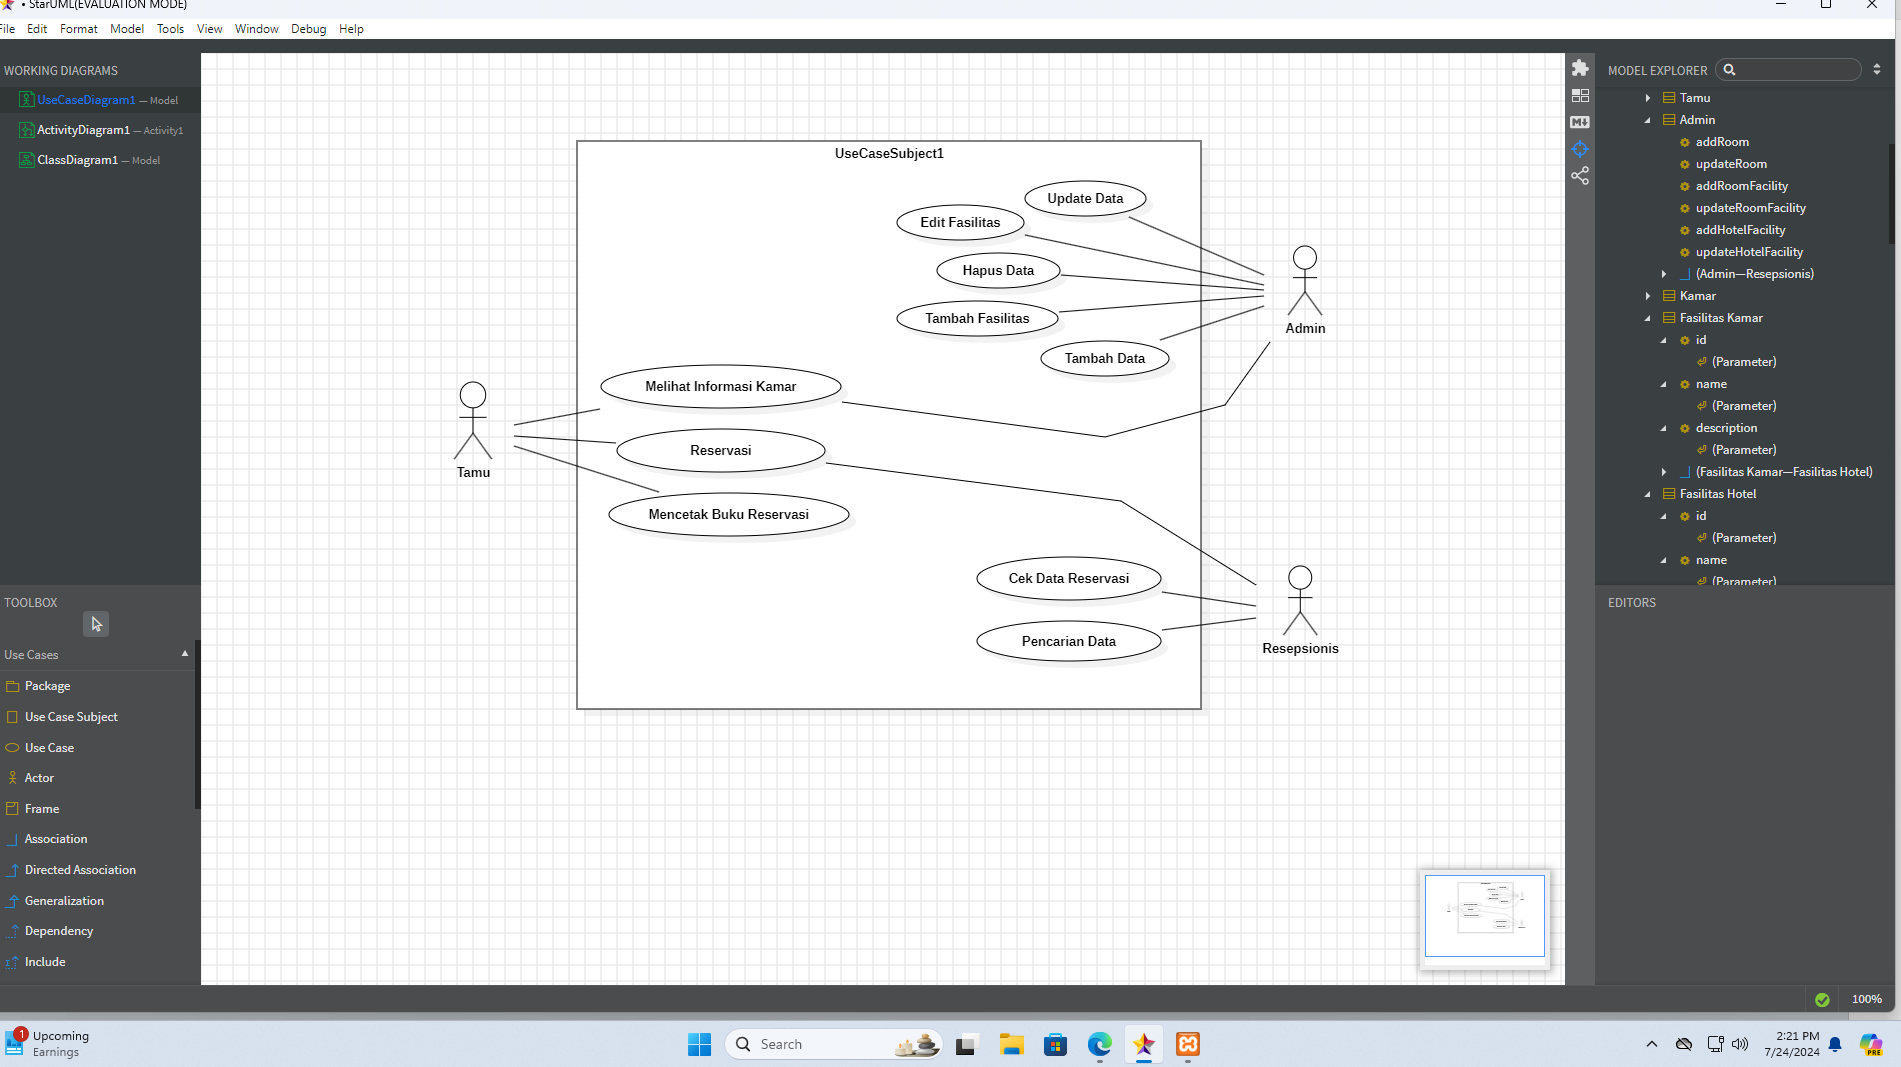 • StarUML(EVALUATION MODE)
File Edit Format Model Tools View Window Debug Help
WORKING DIAGRAMS
UseCaseDiagram1 — Model
ActivityDiagram1 — Activity1
ClassDiagram1 — Model
TOOLBOX
Use Cases
Package
Use Case Subject
Use Case
Actor
Frame
Association
Directed Association
Generalization
Dependency
Include
UseCaseSubject1
Update Data
Edit Fasilitas
Hapus Data
Tambah Fasilitas
Tambah Data
Admin
Melihat Informasi Kamar
Reservasi
Mencetak Buku Reservasi
Tamu
Cek Data Reservasi
Pencarian Data
Resepsionis
MODEL EXPLORER
Tamu
Admin
addRoom
updateRoom
addRoomFacility
updateRoomFacility
addHotelFacility
updateHotelFacility
(Admin—Resepsionis)
Kamar
Fasilitas Kamar
id
(Parameter)
name
(Parameter)
description
(Parameter)
(Fasilitas Kamar—Fasilitas Hotel)
Fasilitas Hotel
id
(Parameter)
name
(Parameter)
EDITORS
M
100%
1
Upcoming
Earnings
Search
2:21 PM
7/24/2024
PRE